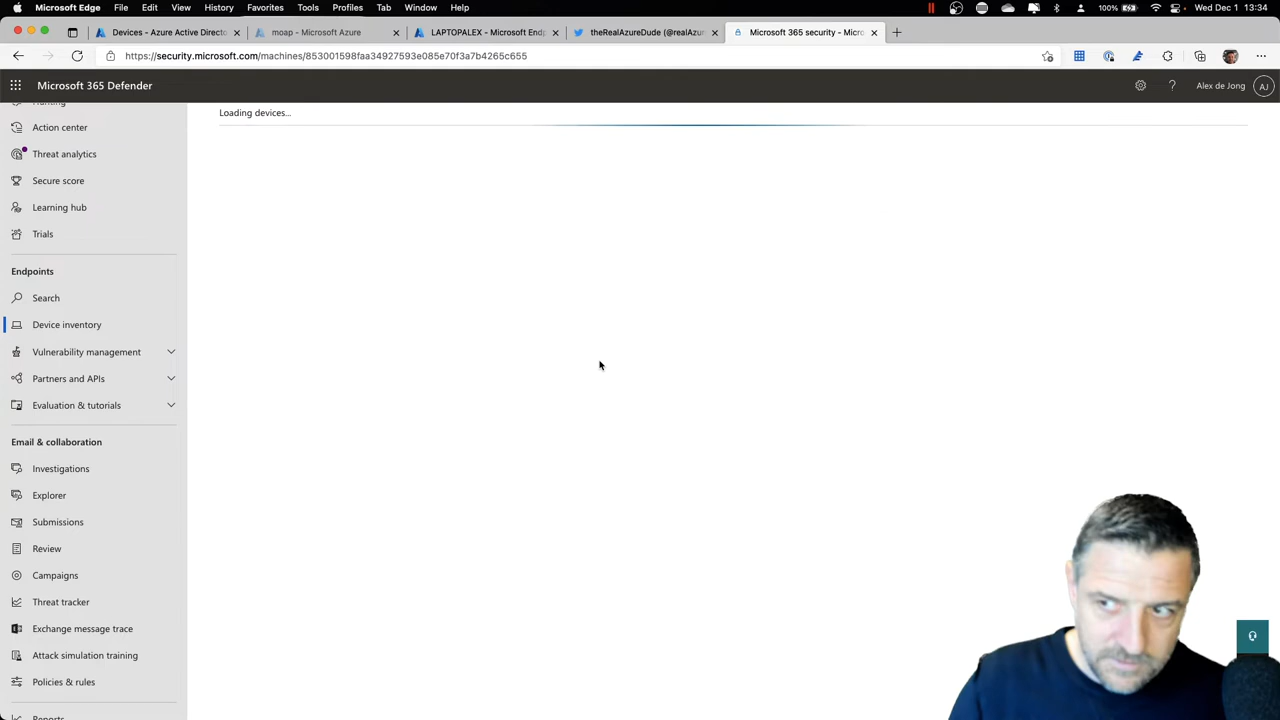 Microsoft Edge File Edit View History Favorites Tools Profiles Tab Window Help 100% Wed Dec 1 13:34
Devices - Azure Active Directo
moap - Microsoft Azure
LAPTOPALEX - Microsoft Endp
theRealAzureDude (@realAzur
Microsoft 365 security - Micro
https://security.microsoft.com/machines/853001598faa34927593e085e70f3a7b4265c655
Microsoft 365 Defender
Alex de Jong
AJ
Loading devices...
Hunting
Action center
Threat analytics
Secure score
Learning hub
Trials
Endpoints
Search
Device inventory
Vulnerability management
Partners and APIs
Evaluation & tutorials
Email & collaboration
Investigations
Explorer
Submissions
Review
Campaigns
Threat tracker
Exchange message trace
Attack simulation training
Policies & rules
Reports